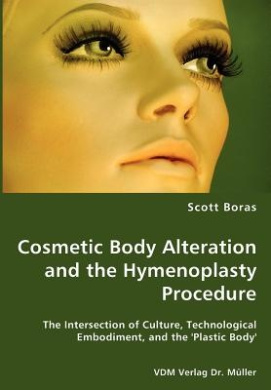 Scott Boras
Cosmetic Body Alteration
and the Hymenoplasty
Procedure
The Intersection of Culture, Technological
Embodiment, and the 'Plastic Body'
VDM Verlag Dr. Müller